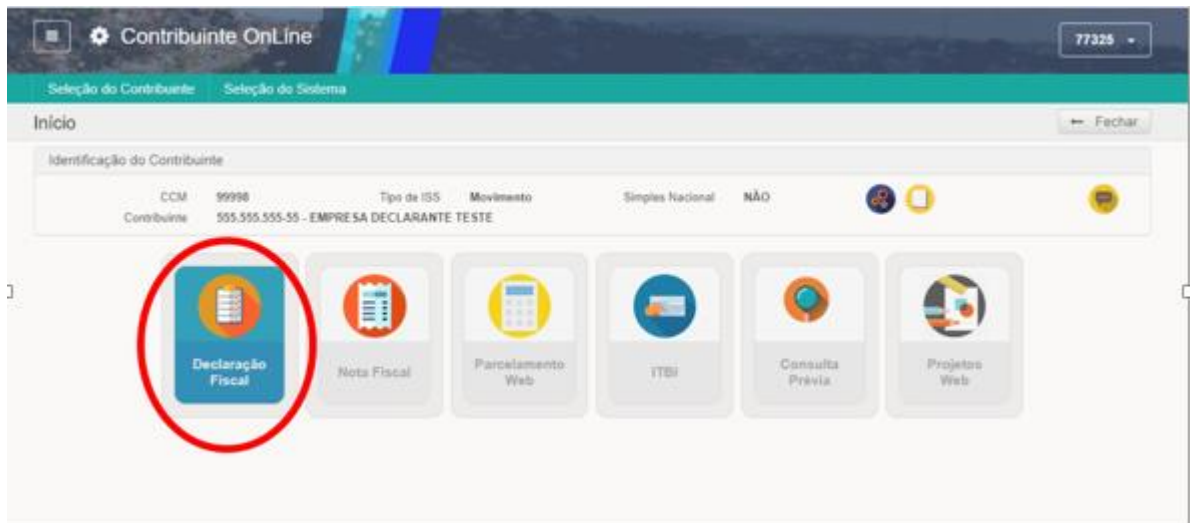 Contribuinte OnLine
77325
Seleção do Contribuinte Seleção do Sistema
Início
Fechar
Identificação do Contribuinte
CCM 99998 Tipo de ISS Movimento Simples Nacional NÃO
Contribuinte 555.555.555-55 - EMPRESA DECLARANTE TESTE
Declaração
Fiscal
Nota Fiscal
Parcelamento
Web
ITBI
Consulta
Prévia
Projetos
Web